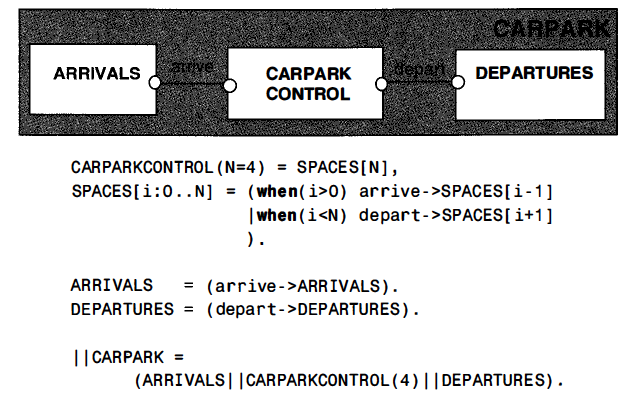 CARPARK
ARRIVALS
arrive
CARPARK
CONTROL
depart
DEPARTURES
CARPARKCONTROL(N=4) = SPACES[N],
SPACES[i:0..N] = (when(i>0) arrive->SPACES[i-1]
|when(i<N) depart->SPACES[i+1]
).
ARRIVALS = (arrive->ARRIVALS).
DEPARTURES = (depart->DEPARTURES).
||CARPARK =
(ARRIVALS||CARPARKCONTROL(4)||DEPARTURES).